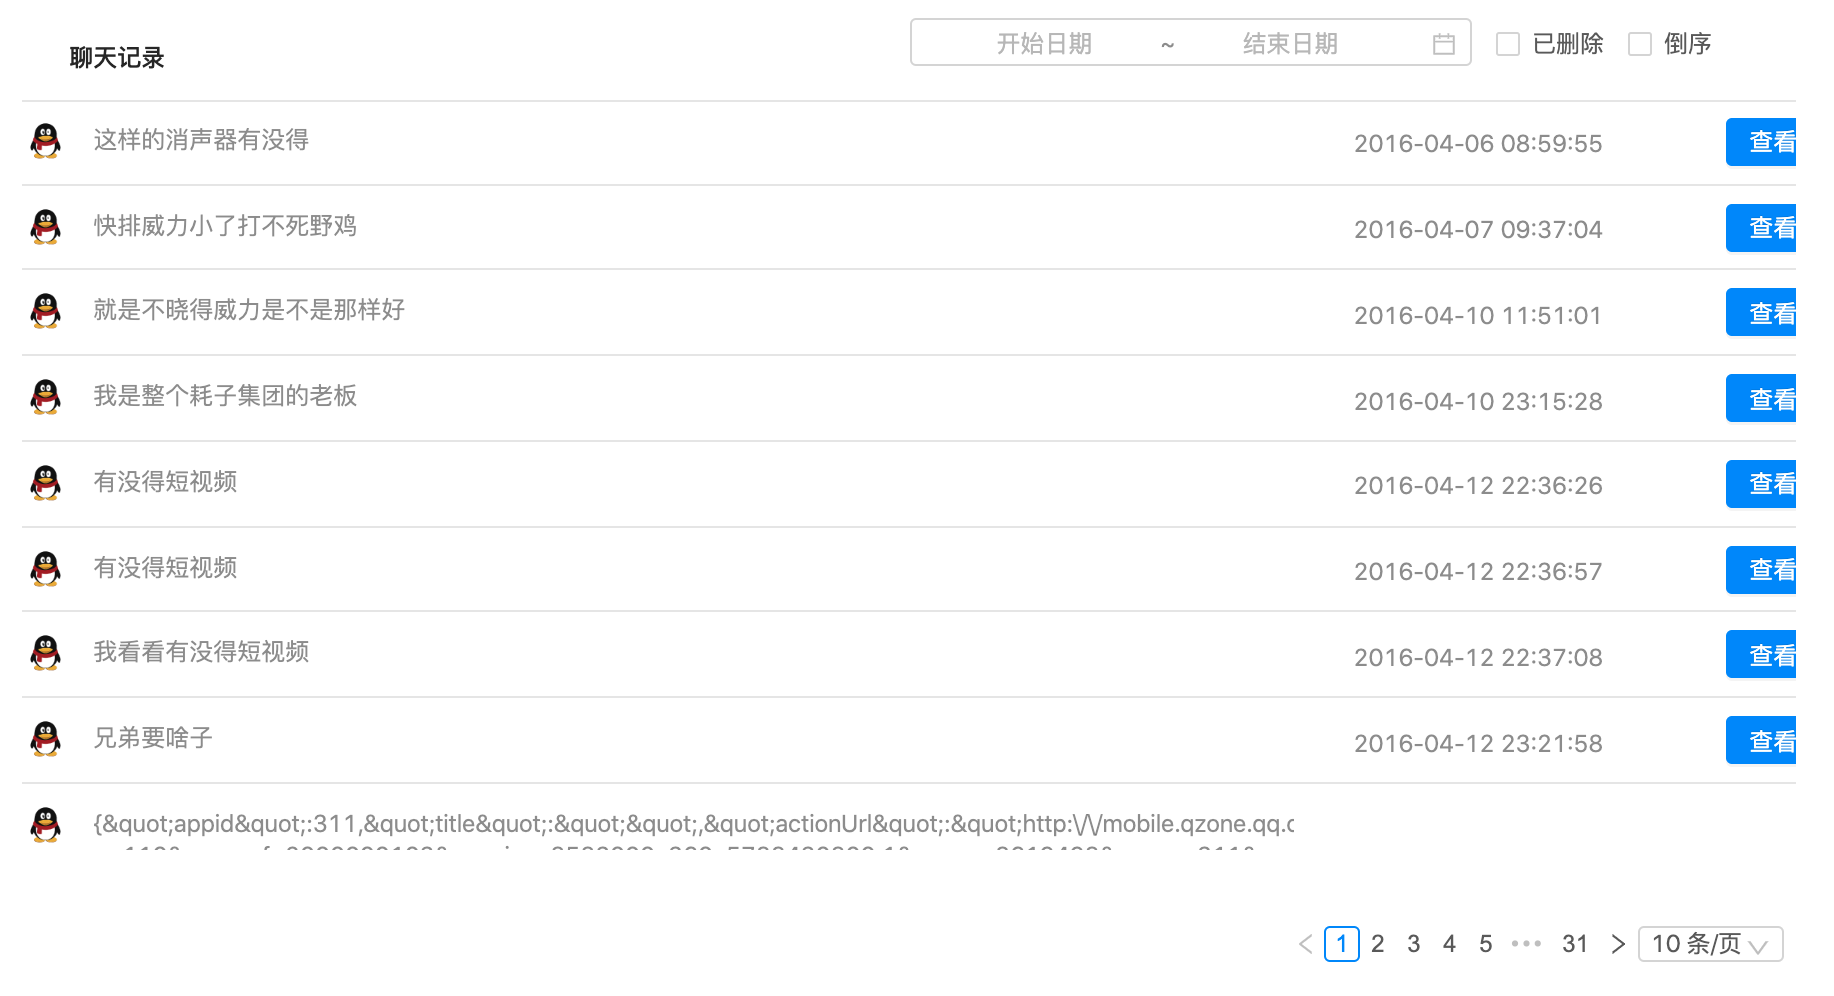 聊天记录
开始日期 ~ 结束日期 已删除 倒序
这样的消声器有没得 2016-04-06 08:59:55 查看
快排威力小了打不死野鸡 2016-04-07 09:37:04 查看
就是不晓得威力是不是那样好 2016-04-10 11:51:01 查看
我是整个耗子集团的老板 2016-04-10 23:15:28 查看
有没得短视频 2016-04-12 22:36:26 查看
有没得短视频 2016-04-12 22:36:57 查看
我看看有没得短视频 2016-04-12 22:37:08 查看
兄弟要啥子 2016-04-12 23:21:58 查看
{&quot;appid&quot;:311,&quot;title&quot;:&quot;&quot;,&quot;actionUrl&quot;:&quot;http:\/\/mobile.qzone.qq.c
< 1 2 3 4 5 ••• 31 > 10 条/页